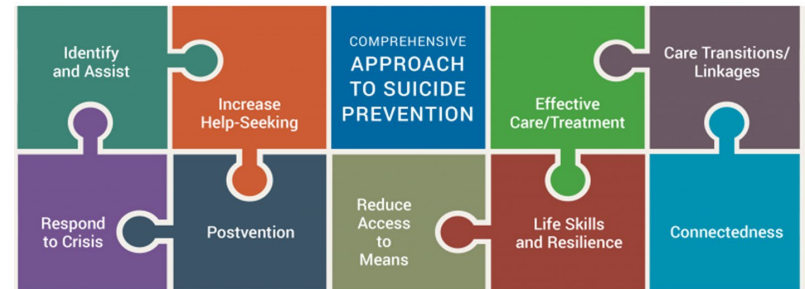 Identify
and Assist
Increase
Help-Seeking
COMPREHENSIVE
APPROACH
TO SUICIDE
PREVENTION
Effective
Care/Treatment
Care Transitions/
Linkages
Respond
to Crisis
Postvention
Reduce
Access
to
Means
Life Skills
and Resilience
Connectedness